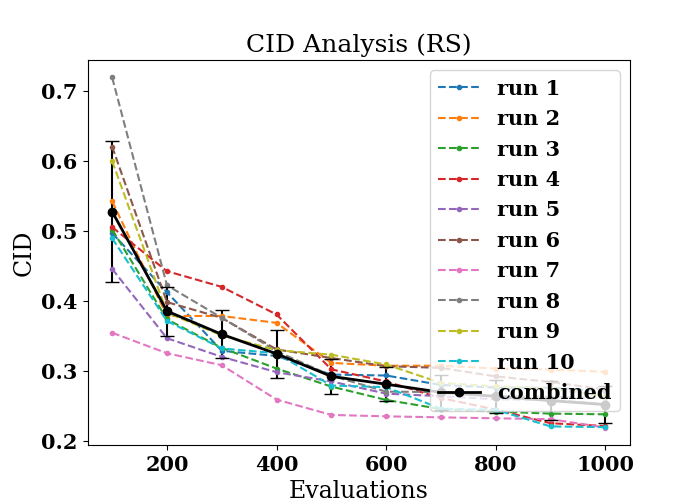 CID Analysis (RS)
CID
0.7
0.6
0.5
0.4
0.3
0.2
run 1
run 2
run 3
run 4
run 5
run 6
run 7
run 8
run 9
run 10
combined
200 400 600 800 1000
Evaluations